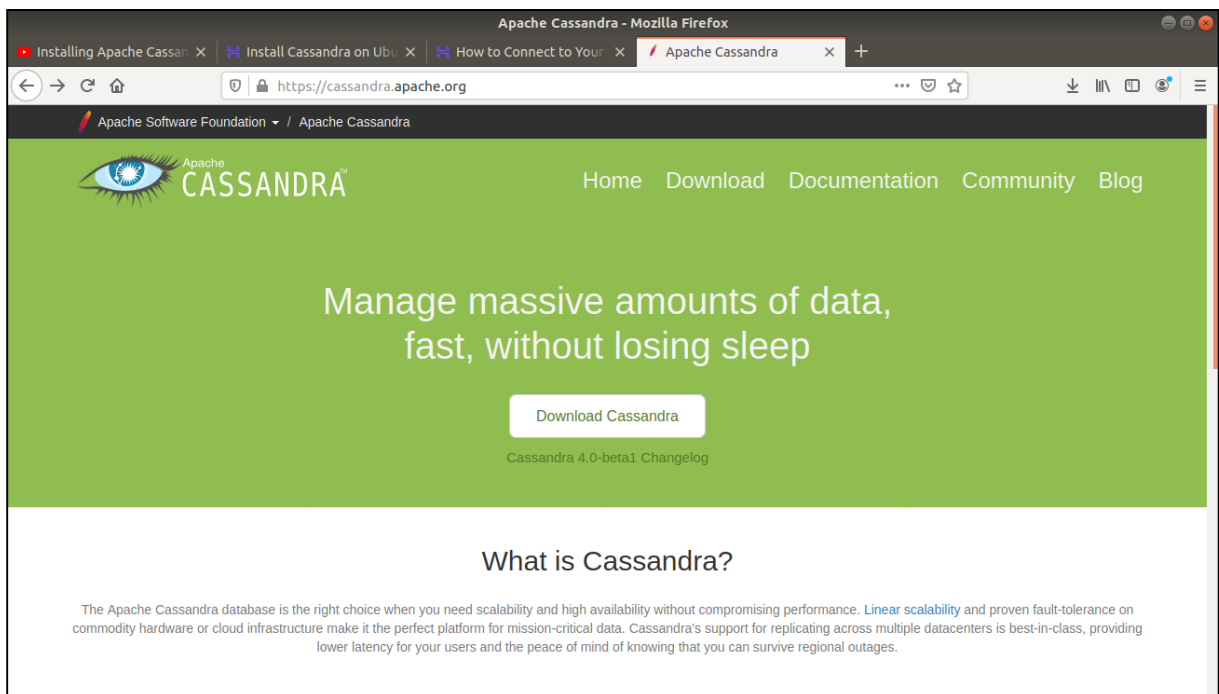 Apache Cassandra - Mozilla Firefox
Installing Apache Cassan
Install Cassandra on Ubu
How to Connect to Your
Apache Cassandra
https://cassandra.apache.org
Apache Software Foundation / Apache Cassandra
Apache
CASSANDRA™
Home Download Documentation Community Blog
Manage massive amounts of data,
fast, without losing sleep
Download Cassandra
Cassandra 4.0-beta1 Changelog
What is Cassandra?
The Apache Cassandra database is the right choice when you need scalability and high availability without compromising performance. Linear scalability and proven fault-tolerance on
commodity hardware or cloud infrastructure make it the perfect platform for mission-critical data. Cassandra's support for replicating across multiple datacenters is best-in-class, providing
lower latency for your users and the peace of mind of knowing that you can survive regional outages.